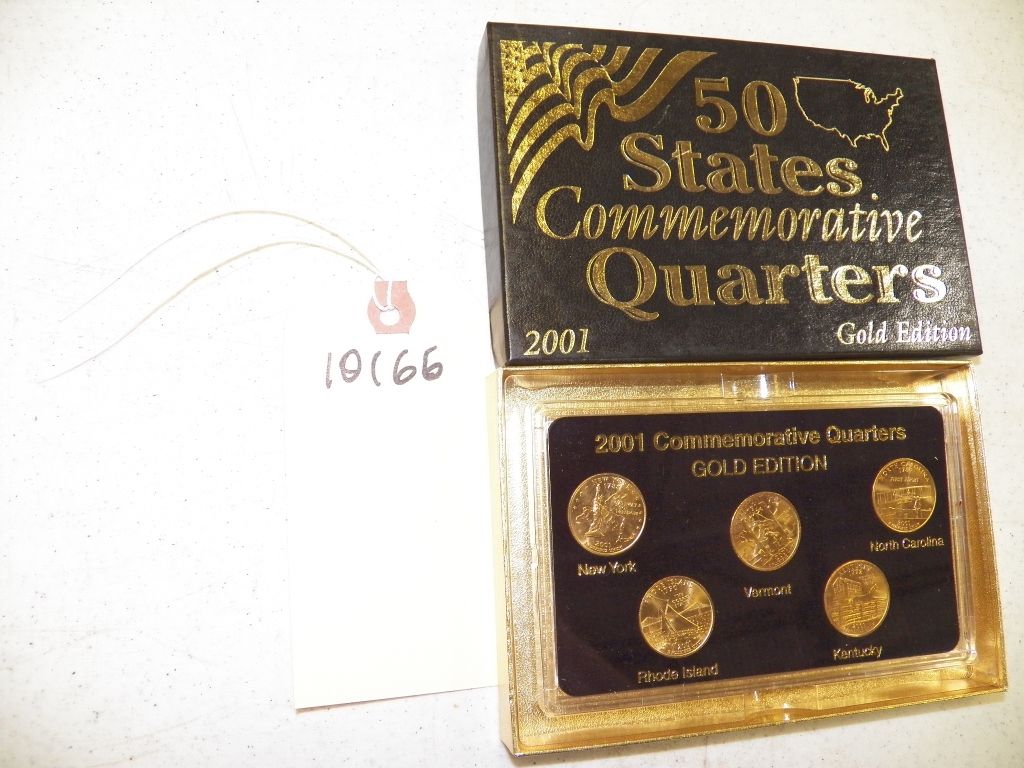 50
States
Commemorative
Quarters
2001 Gold Edition
10166
2001 Commemorative Quarters
GOLD EDITION
New York
Vermont
North Carolina
Rhode Island
Kentucky